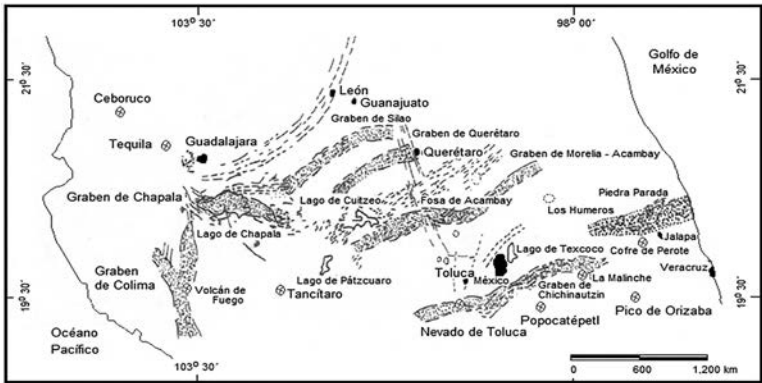 103° 30
98° 00
21° 30
21° 30
Golfo de
México
León
Guanajuato
Ceboruco
Graben de Silao
Tequila
Guadalajara
Graben de Querétaro
Querétaro
Graben de Morelia - Acambay
Graben de Chapala
Piedra Parada
Lago de Cuitzeo
Fosa de Acambay
Los Humeros
Lago de Chapala
Jalapa
Lago de Texcoco
Cofre de Perote
Graben
de Colima
Toluca
México
Veracruz
Lago de Pátzcuaro
La Malinche
Volcán de
Fuego
Tancítaro
Graben de
Chichinautzin
19° 30
19° 30
Nevado de Toluca
Popocatépetl
Pico de Orizaba
Océano
Pacífico
103° 30
0 600 1,200 km